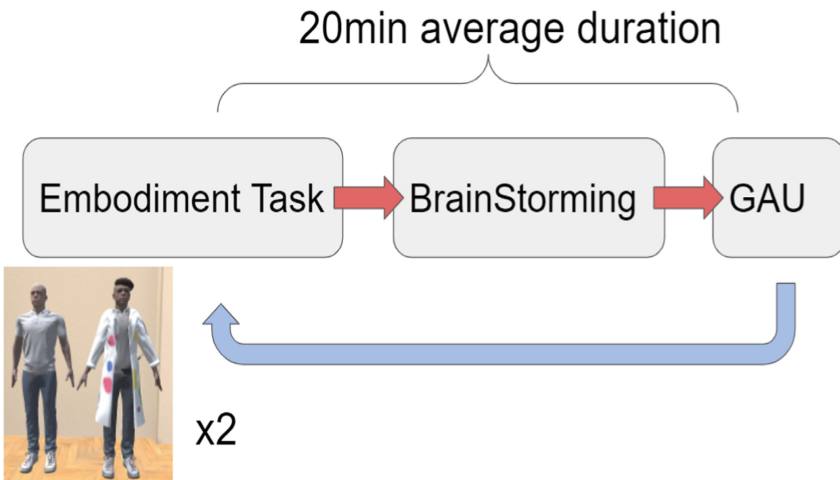 20min average duration
Embodiment Task
BrainStorming
GAU
x2